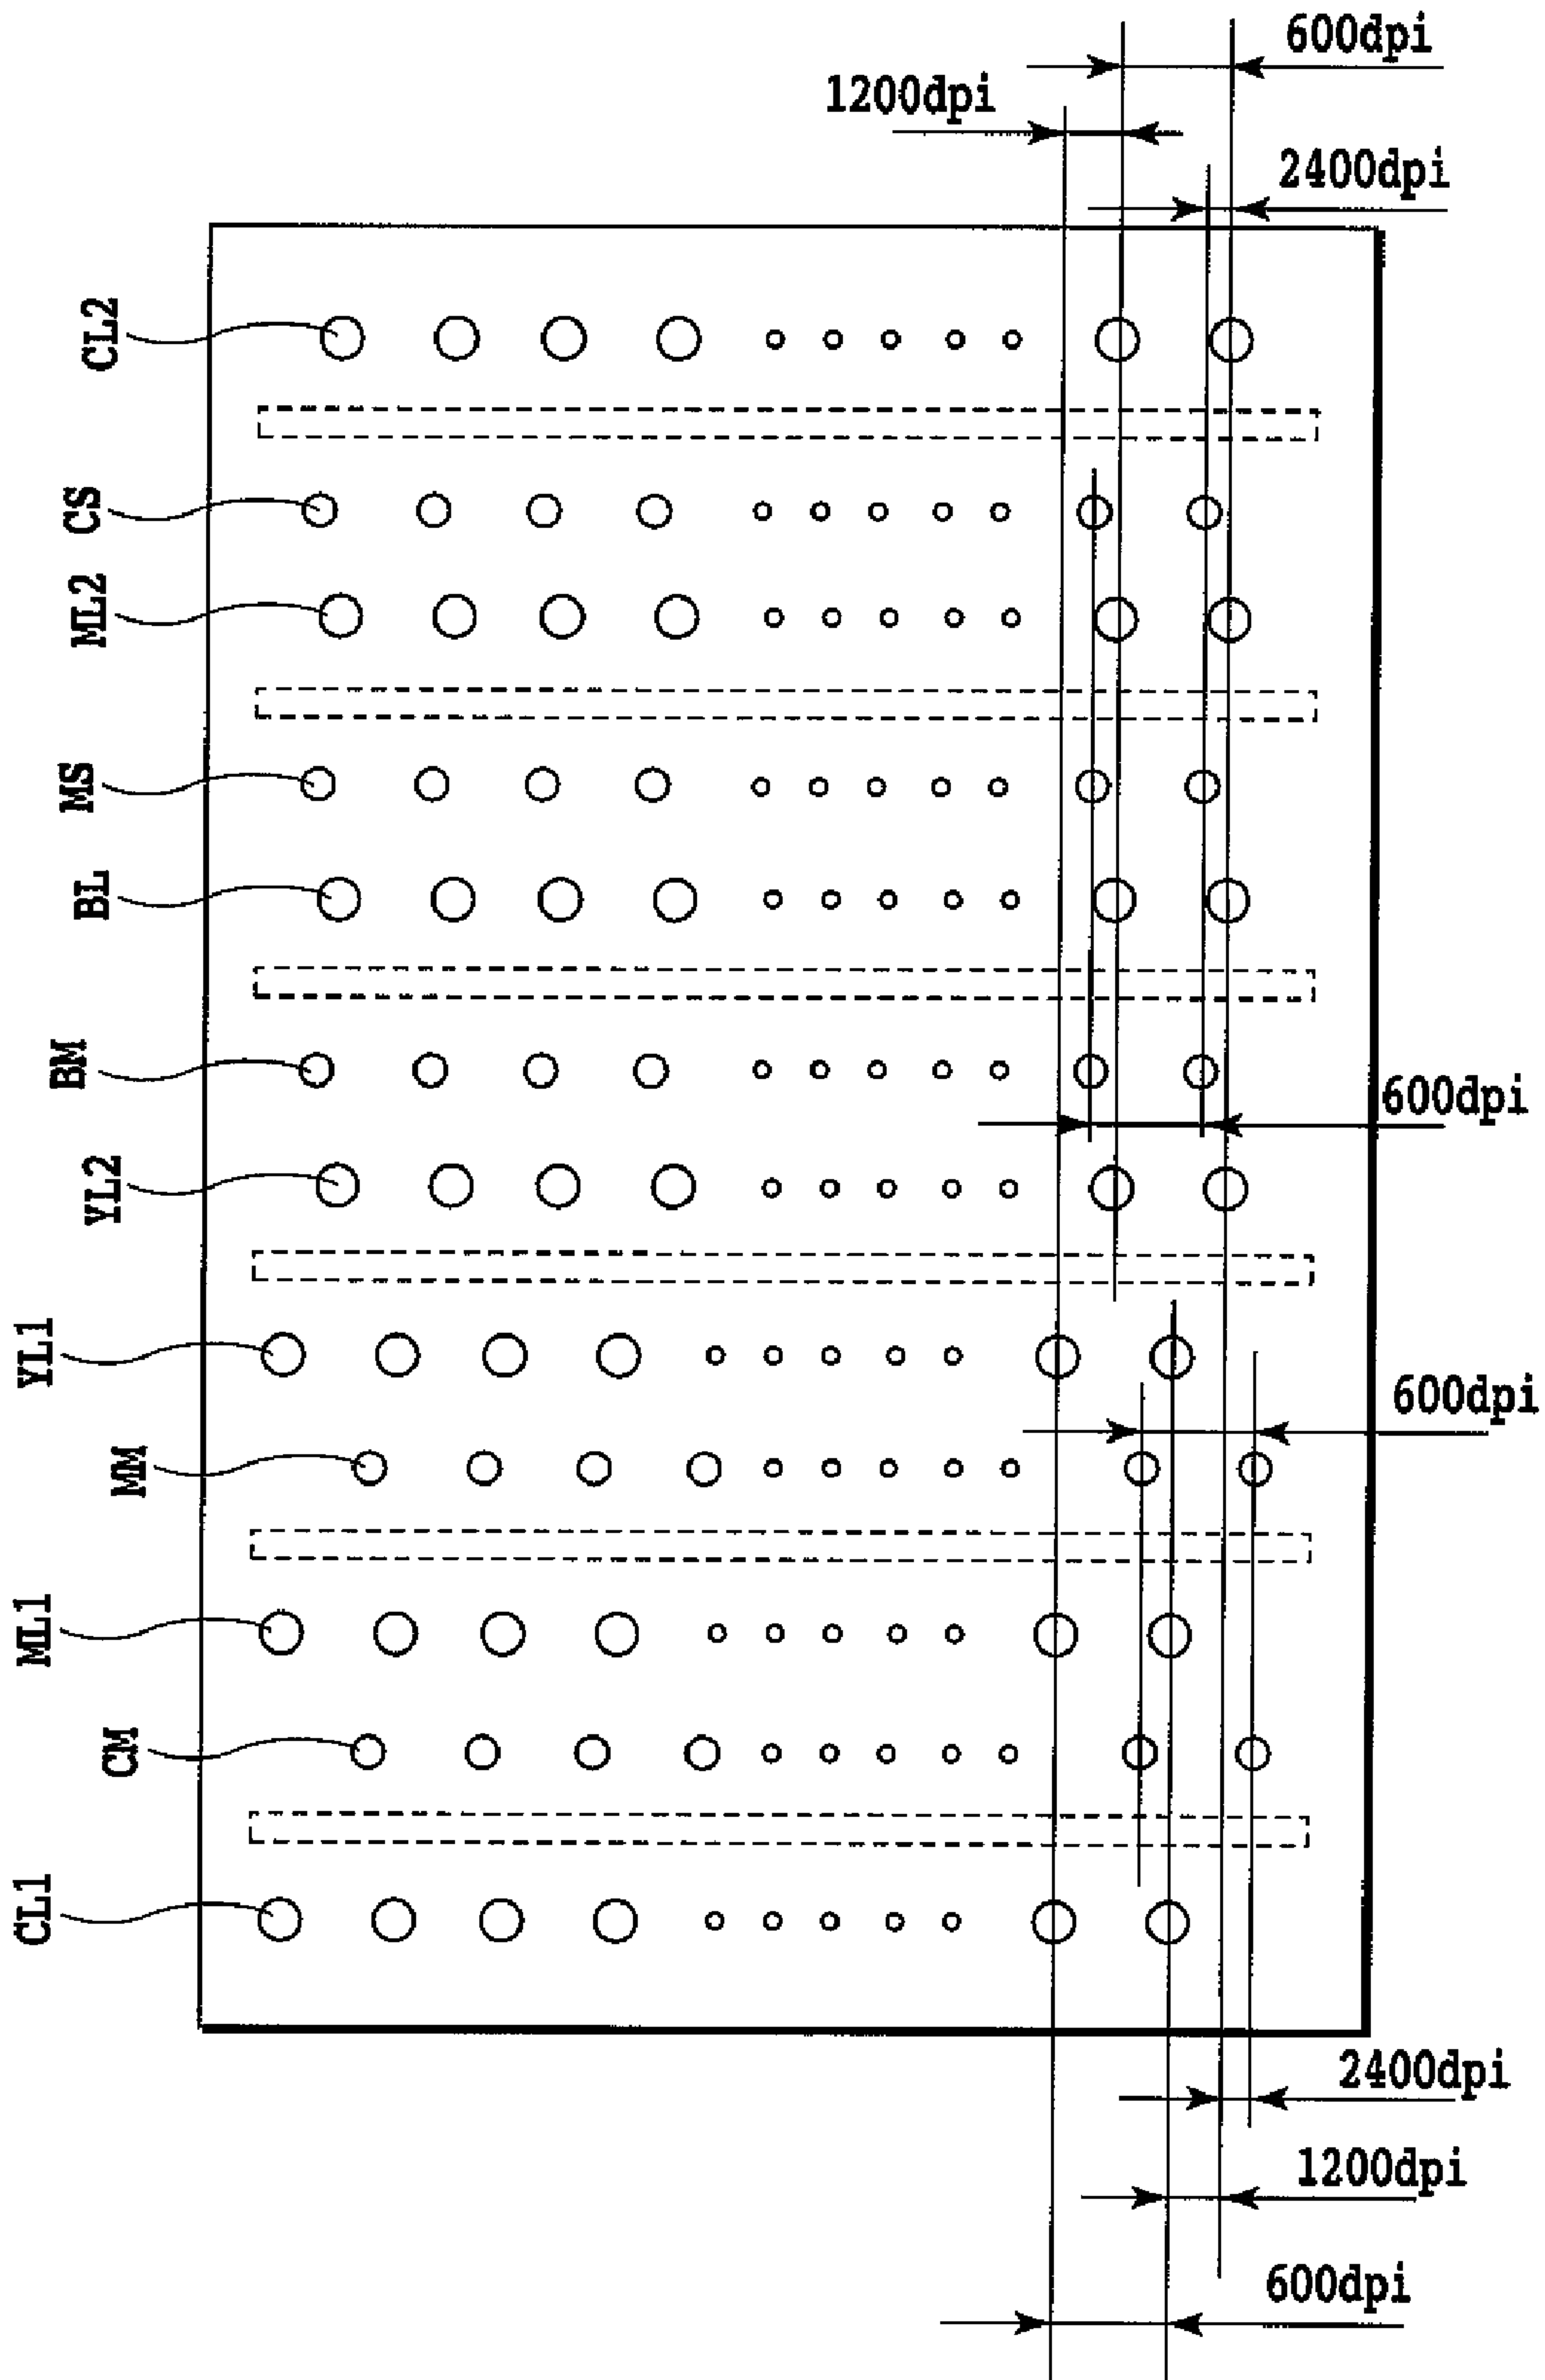 600dpi
1200dpi
2400dpi
CL2
CS
ML2
MS
BL
BM
600dpi
YL2
YL1
600dpi
MM
ML1
CM
CL1
2400dpi
1200dpi
600dpi